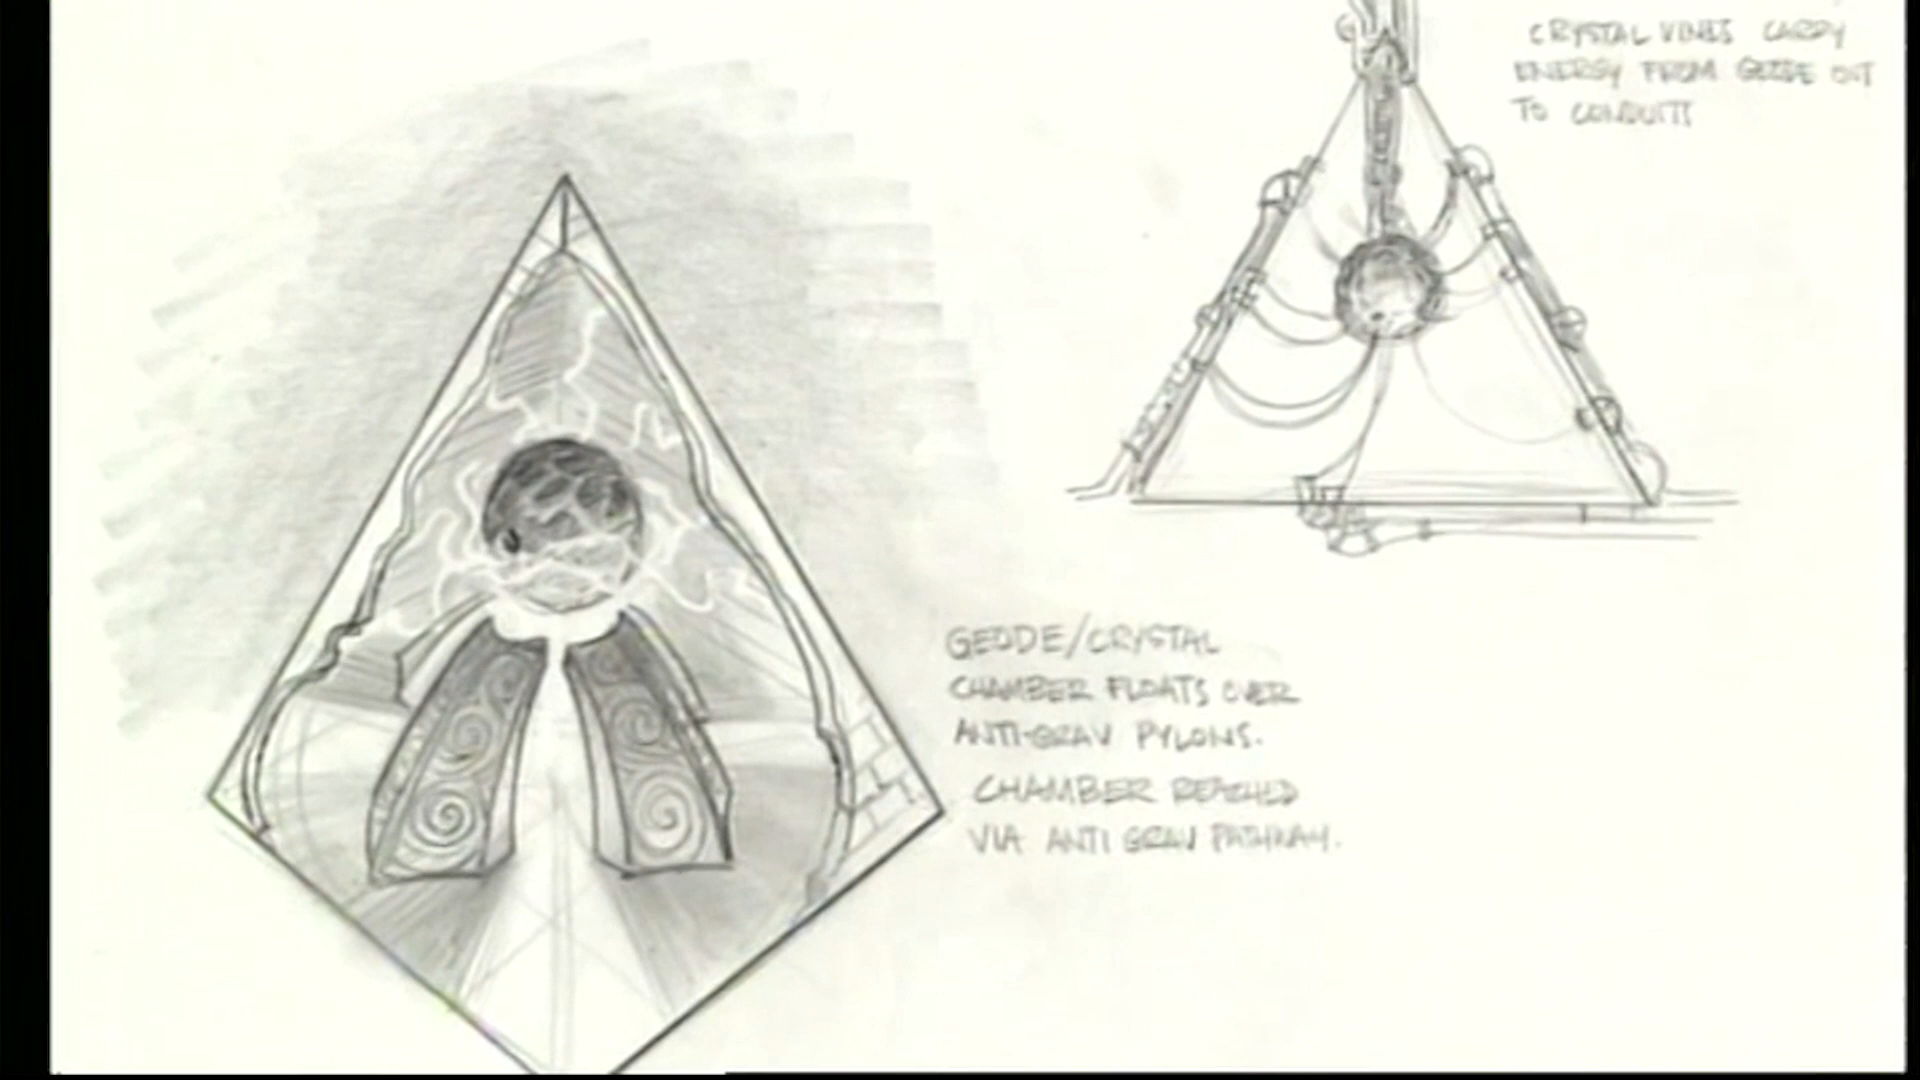 CRYSTAL VINES CARRY
ENERGY FROM GEODE OUT
TO CONDUITS
GEODE/CRYSTAL
CHAMBER FLOATS OVER
ANTI-GRAV PYLONS.
CHAMBER REACHED
VIA ANTI GRAV PATHWAY.